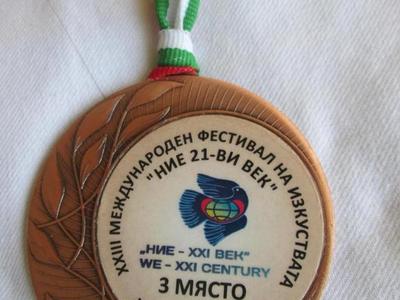 XXIII МЕЖДУНАРОДЕН ФЕСТИВАЛ НА ИЗКУСТВАТА
"НИЕ 21-ВИ ВЕК"
„НИЕ - XXI ВЕК"
WE - XXI CENTURY
3 МЯСТО